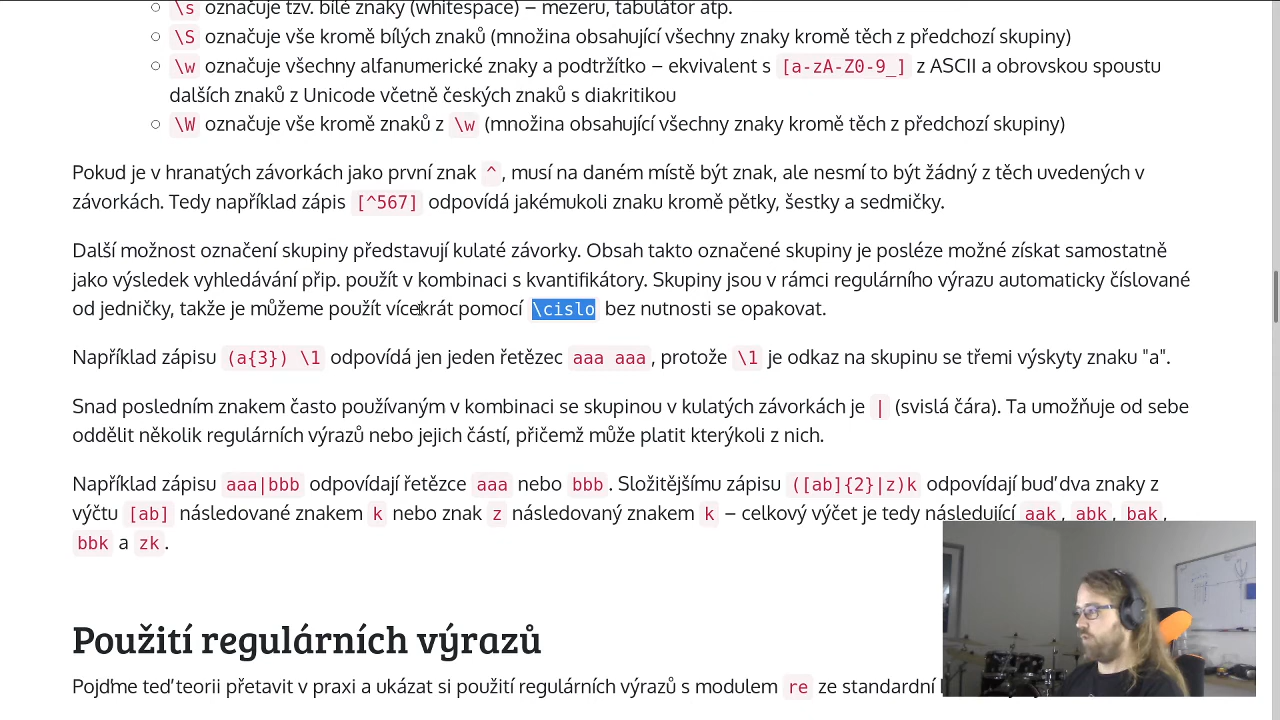 \s označuje tzv. bílé znaky (whitespace) – mezeru, tabulátor atp.
\S označuje vše kromě bílých znaků (množina obsahující všechny znaky kromě těch z předchozí skupiny)
\w označuje všechny alfanumerické znaky a podtržítko – ekvivalent s [a-zA-Z0-9_] z ASCII a obrovskou spoustu
dalších znaků z Unicode včetně českých znaků s diakritikou
\W označuje vše kromě znaků z \w (množina obsahující všechny znaky kromě těch z předchozí skupiny)
Pokud je v hranatých závorkách jako první znak ^, musí na daném místě být znak, ale nesmí to být žádný z těch uvedených v
závorkách. Tedy například zápis [^567] odpovídá jakémukoli znaku kromě pětky, šestky a sedmičky.
Další možnost označení skupiny představují kulaté závorky. Obsah takto označené skupiny je posléze možné získat samostatně
jako výsledek vyhledávání příp. použít v kombinaci s kvantifikátory. Skupiny jsou v rámci regulárního výrazu automaticky číslované
od jedničky, takže je můžeme použít vícekrát pomocí \cislo bez nutnosti se opakovat.
Například zápisu (a{3}) \1 odpovídá jen jeden řetězec aaa aaa, protože \1 je odkaz na skupinu se třemi výskyty znaku "a".
Snad posledním znakem často používaným v kombinaci se skupinou v kulatých závorkách je | (svislá čára). Ta umožňuje od sebe
oddělit několik regulárních výrazů nebo jejich částí, přičemž může platit kterýkoli z nich.
Například zápisu aaa|bbb odpovídají řetězce aaa nebo bbb. Složitějšímu zápisu ([ab]{2}|z)k odpovídají buď dva znaky z
výčtu [ab] následované znakem k nebo znak z následovaný znakem k – celkový výčet je tedy následující aak, abk, bak,
bbk a zk.
Použití regulárních výrazů
Pojďme teď teorii přetavit v praxi a ukázat si použití regulárních výrazů s modulem re ze standardní